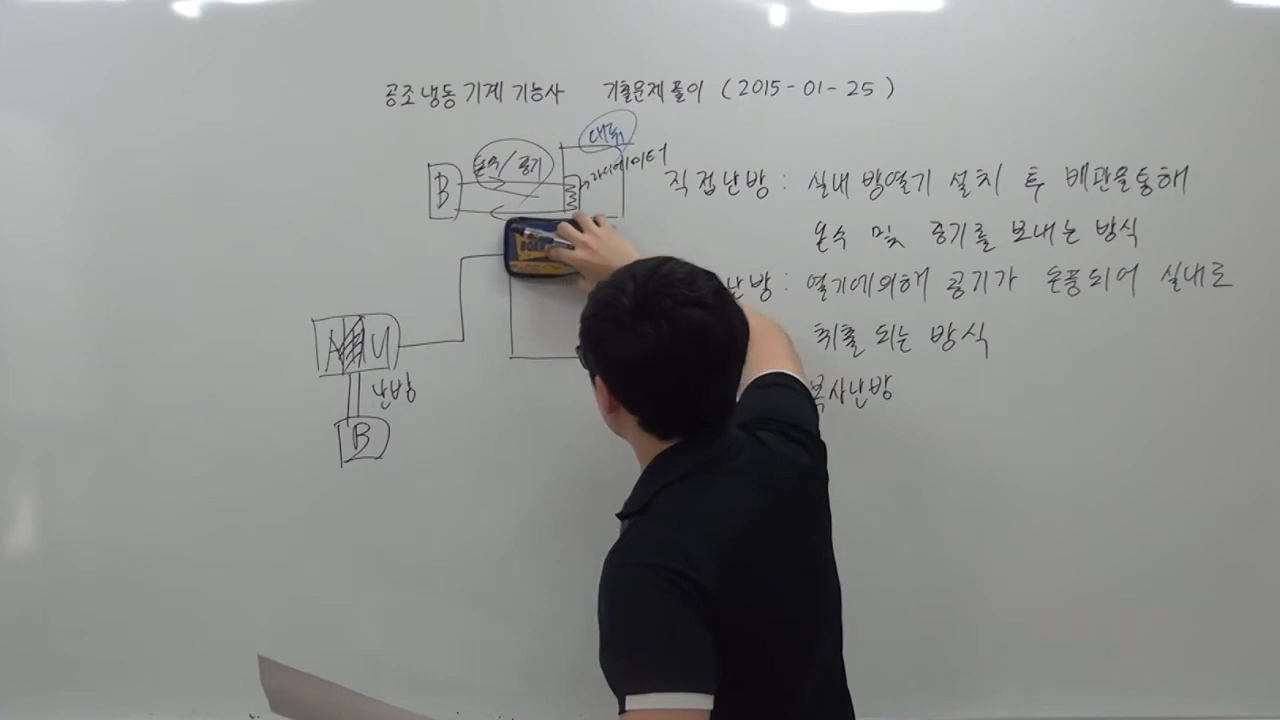 공조냉동기계기능사 기출문제풀이 (2015-01-25)
대류
온수/증기
라디에이터
B
직접난방 : 실내 방열기 설치 후 배관을통해
온수 및 증기를 보내는 방식
난방 : 열기에의해 공기가 온풍되어 실내로
취출 되는 방식
복사난방
U
난방
B
BOARD